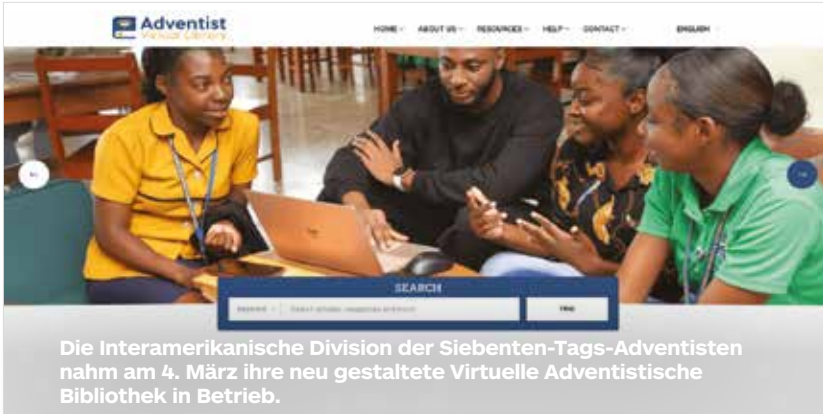 Adventist
Virtual Library
HOME ABOUT US RESOURCES HELP CONTACT ENGLISH
SEARCH
FIND
Die Interamerikanische Division der Siebenten-Tags-Adventisten
nahm am 4. März ihre neu gestaltete Virtuelle Adventistische
Bibliothek in Betrieb.